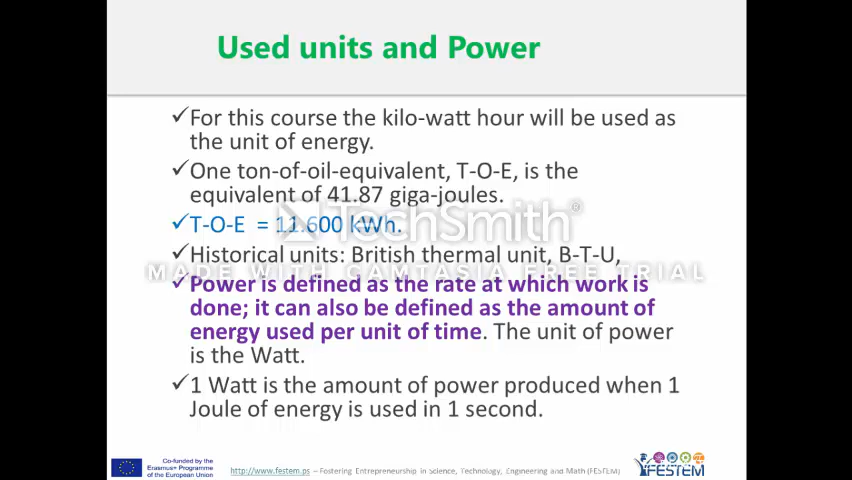 Used units and Power
✓For this course the kilo-watt hour will be used as
the unit of energy.
✓One ton-of-oil-equivalent, T-O-E, is the
equivalent of 41.87 giga-joules.
TechSmith®
✓T-O-E = 11.600 kWh.
✓Historical units: British thermal unit, B-T-U,
MADE WITH CAMTASIA FREE TRIAL
✓Power is defined as the rate at which work is
done; it can also be defined as the amount of
energy used per unit of time. The unit of power
is the Watt.
✓1 Watt is the amount of power produced when 1
Joule of energy is used in 1 second.
Co-funded by the
Erasmus+ Programme
of the European Union
http://www.festem.ps – Fostering Entrepreneurship in Science, Technology, Engineering and Math (FESTEM)
FESTEM